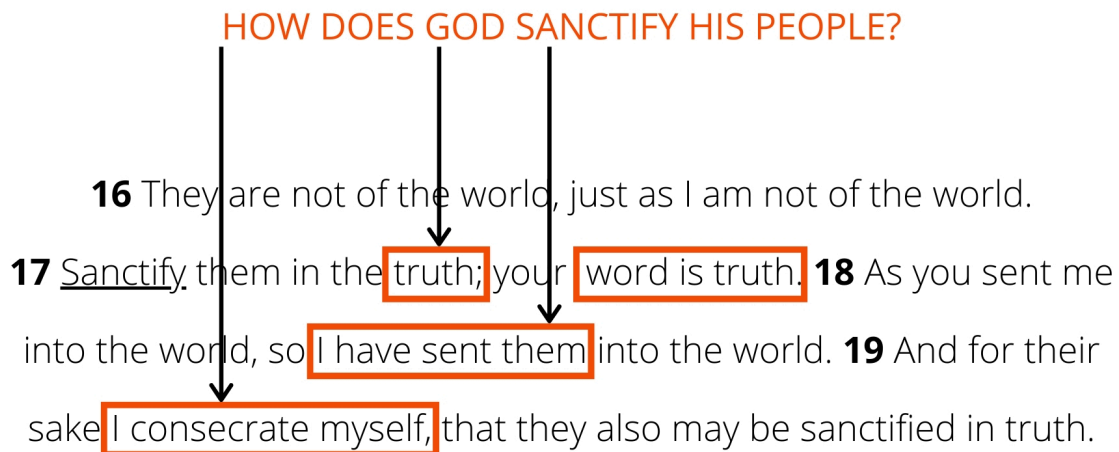 HOW DOES GOD SANCTIFY HIS PEOPLE?
16 They are not of the world, just as I am not of the world.
17 Sanctify them in the truth; your word is truth. 18 As you sent me
into the world, so I have sent them into the world. 19 And for their
sake I consecrate myself, that they also may be sanctified in truth.